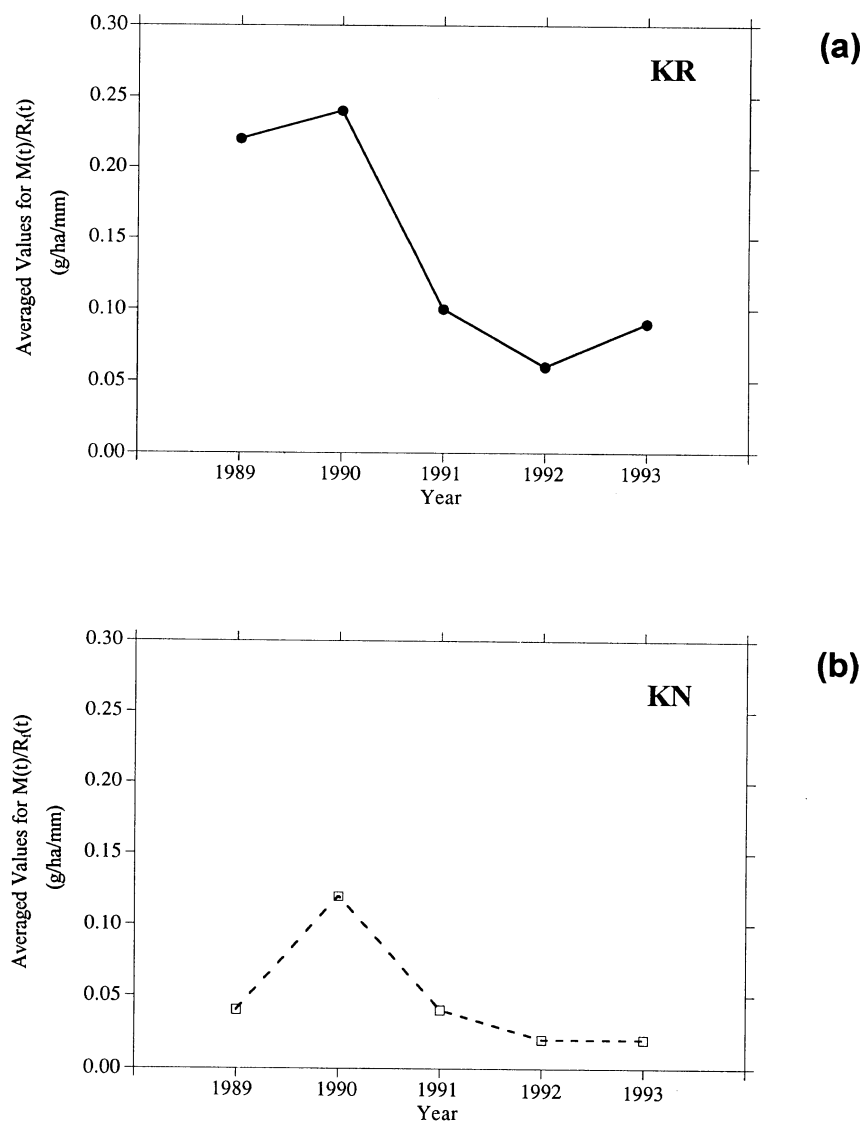 (a)
KR
Averaged Values for M(t)/Rf(t)
(g/ha/mm)
0.30
0.25
0.20
0.15
0.10
0.05
0.00
1989 1990 1991 1992 1993
Year
(b)
KN
Averaged Values for M(t)/Rf(t)
(g/ha/mm)
0.30
0.25
0.20
0.15
0.10
0.05
0.00
1989 1990 1991 1992 1993
Year